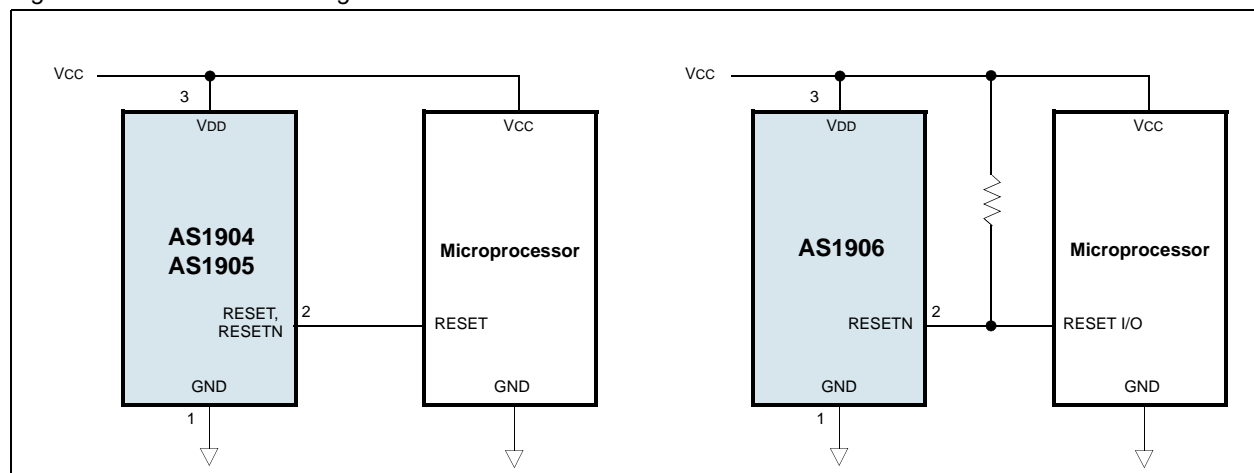 VCC
3
VDD
VCC
AS1904
AS1905
Microprocessor
RESET,
RESETN
2
RESET
GND
GND
1
VCC
3
VDD
VCC
AS1906
Microprocessor
RESETN
2
RESET I/O
GND
GND
1